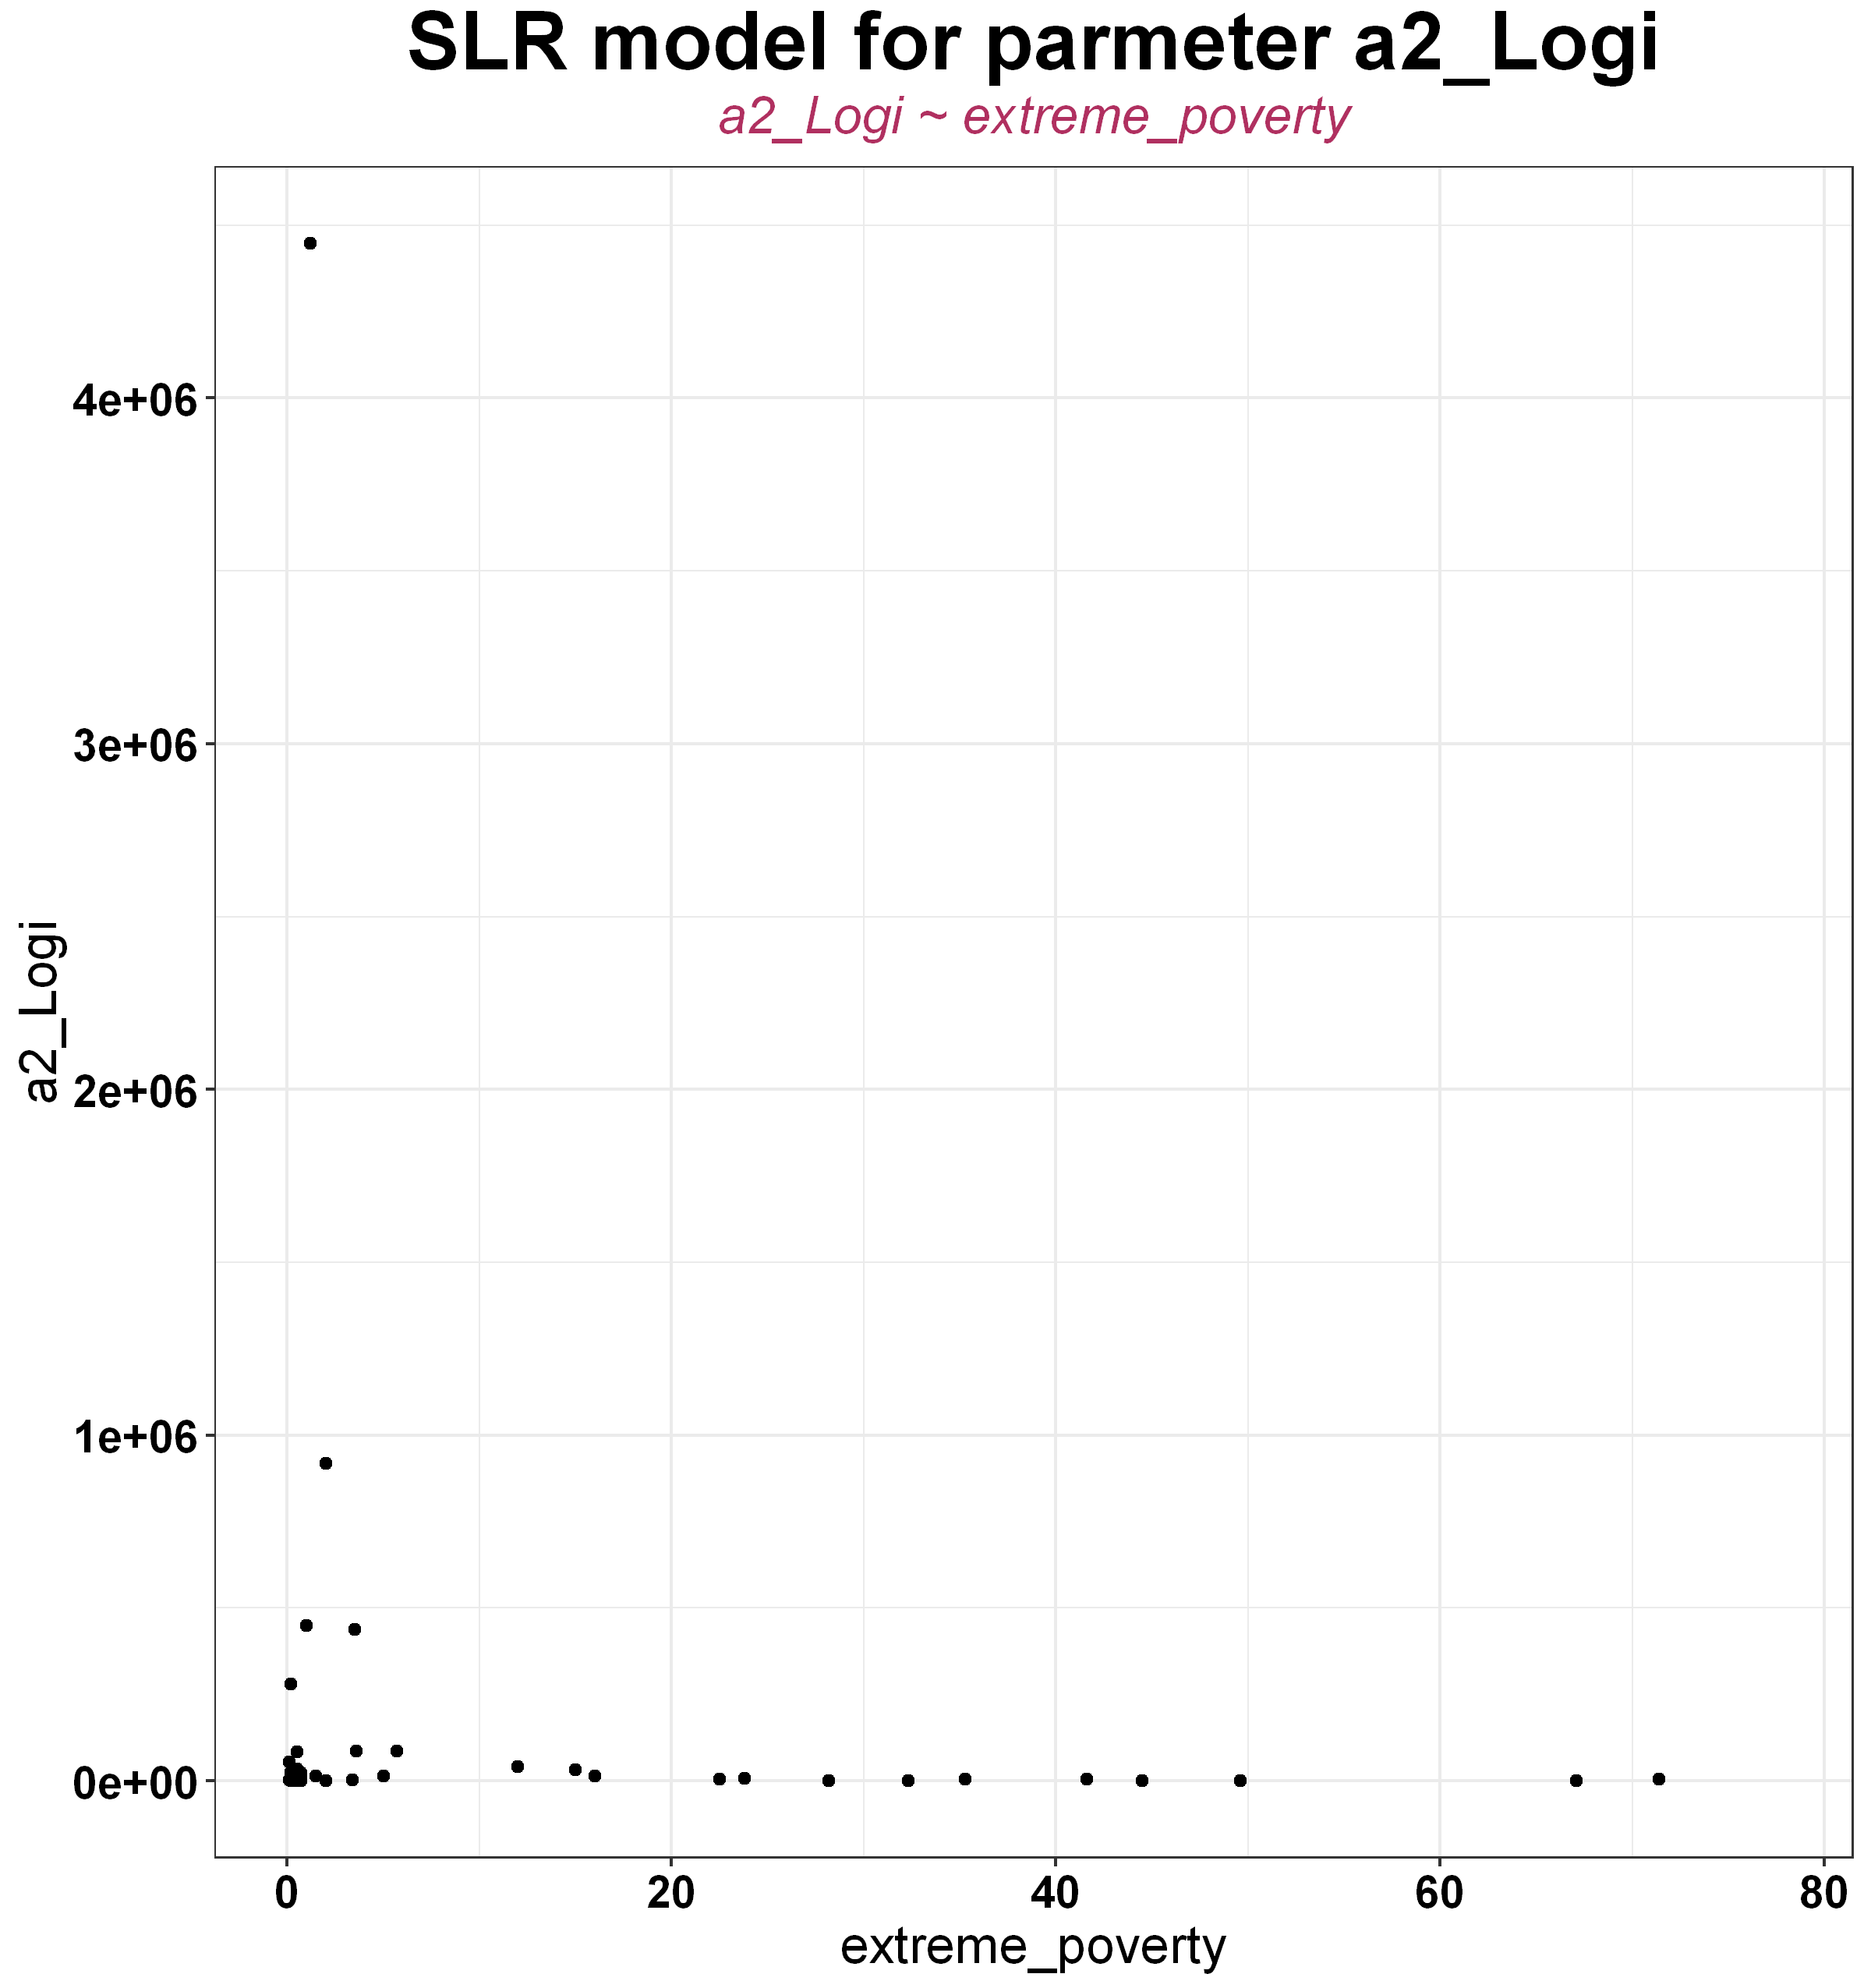 SLR model for parmeter a2_Logi
a2_Logi ~ extreme_poverty
4e+06
3e+06
a2_Logi
2e+06
1e+06
0e+00
0 20 40 60 80
extreme_poverty